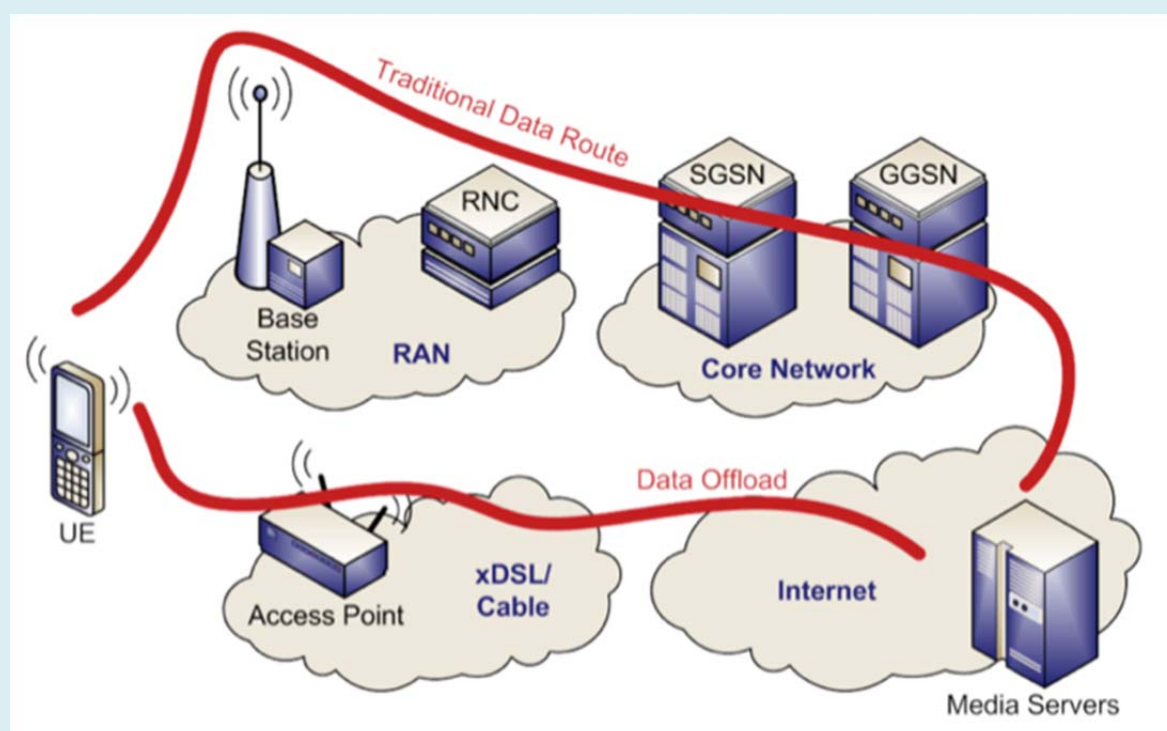 Traditional Data Route
SGSN
GGSN
RNC
Base
Station
RAN
Core Network
UE
Data Offload
Access Point
xDSL/
Cable
Internet
Media Servers